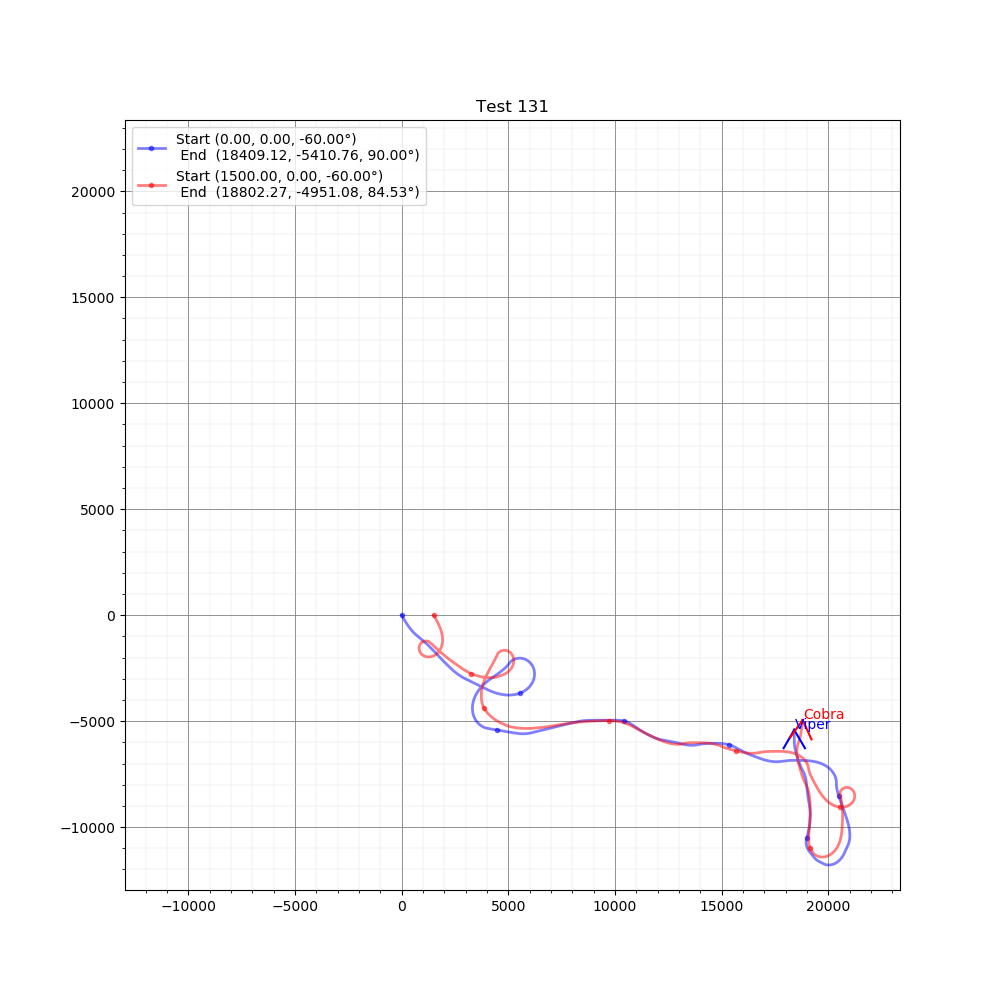 Test 131
Start (0.00, 0.00, -60.00°)
End (18409.12, -5410.76, 90.00°)
Start (1500.00, 0.00, -60.00°)
End (18802.27, -4951.08, 84.53°)
20000
15000
10000
5000
0
−5000
−10000
Cobra
Viper
−10000 −5000 0 5000 10000 15000 20000